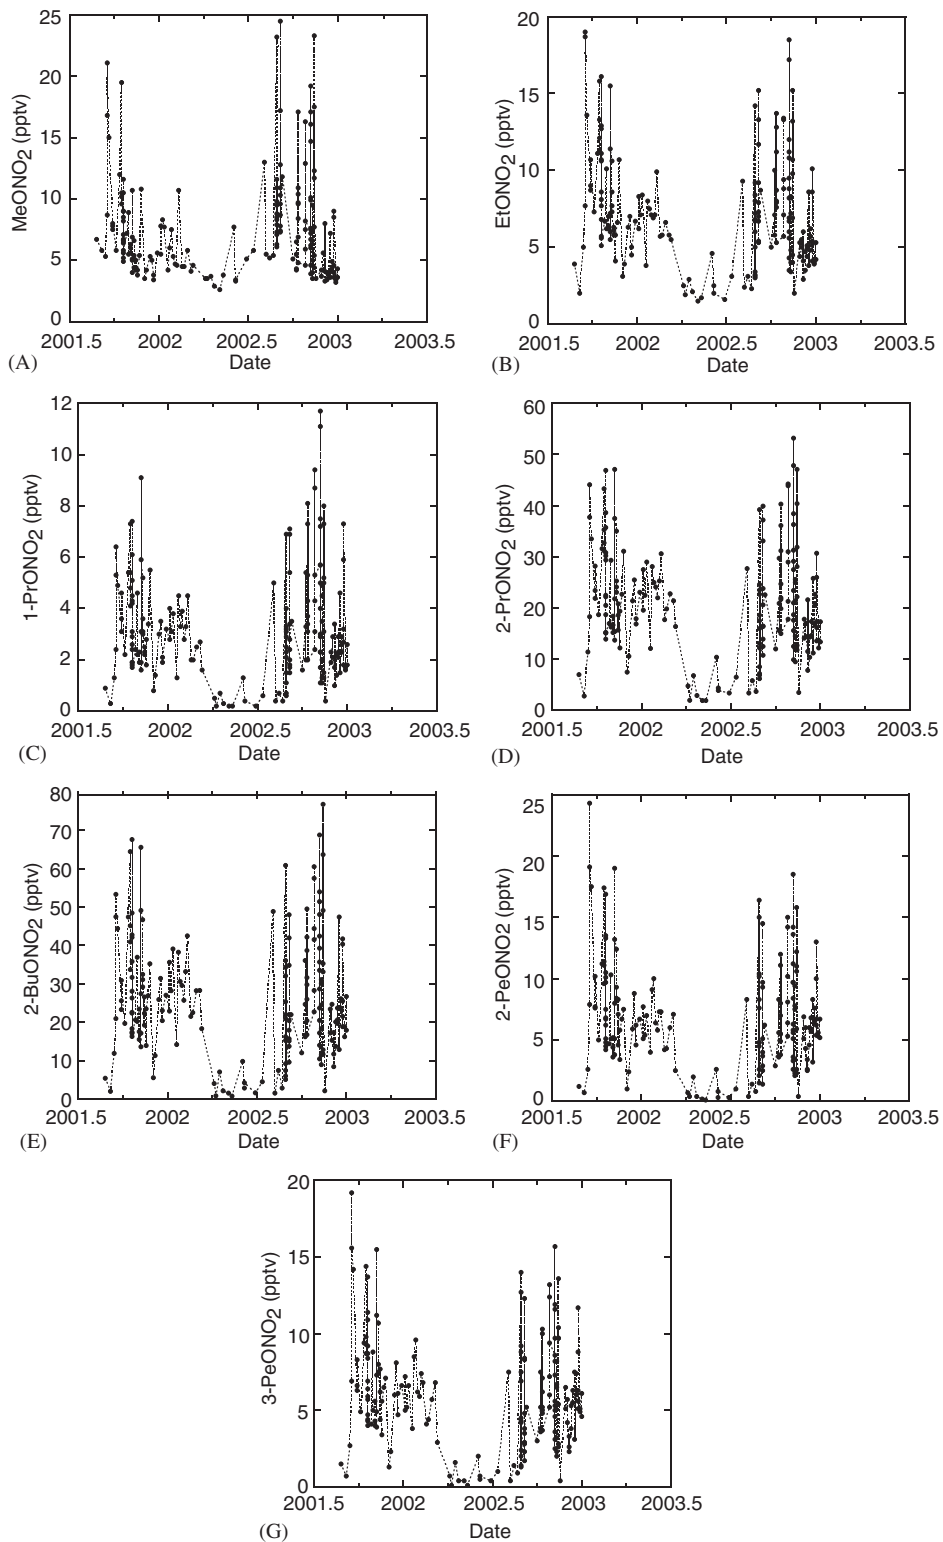 25
20
15
10
5
0
MeONO2 (pptv)
2001.5 2002 2002.5 2003 2003.5
Date
(A)
20
15
10
5
0
EtONO2 (pptv)
2001.5 2002 2002.5 2003 2003.5
Date
(B)
12
10
8
6
4
2
0
1-PrONO2 (pptv)
2001.5 2002 2002.5 2003 2003.5
Date
(C)
60
50
40
30
20
10
0
2-PrONO2 (pptv)
2001.5 2002 2002.5 2003 2003.5
Date
(D)
80
70
60
50
40
30
20
10
0
2-BuONO2 (pptv)
2001.5 2002 2002.5 2003 2003.5
Date
(E)
25
20
15
10
5
0
2-PeONO2 (pptv)
2001.5 2002 2002.5 2003 2003.5
Date
(F)
20
15
10
5
0
3-PeONO2 (pptv)
2001.5 2002 2002.5 2003 2003.5
Date
(G)